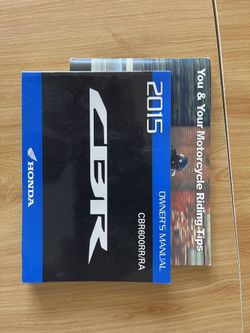 2015
CBR
OWNER'S MANUAL
CBR600RR/RA
HONDA
You & Your Motorcycle Riding Tips